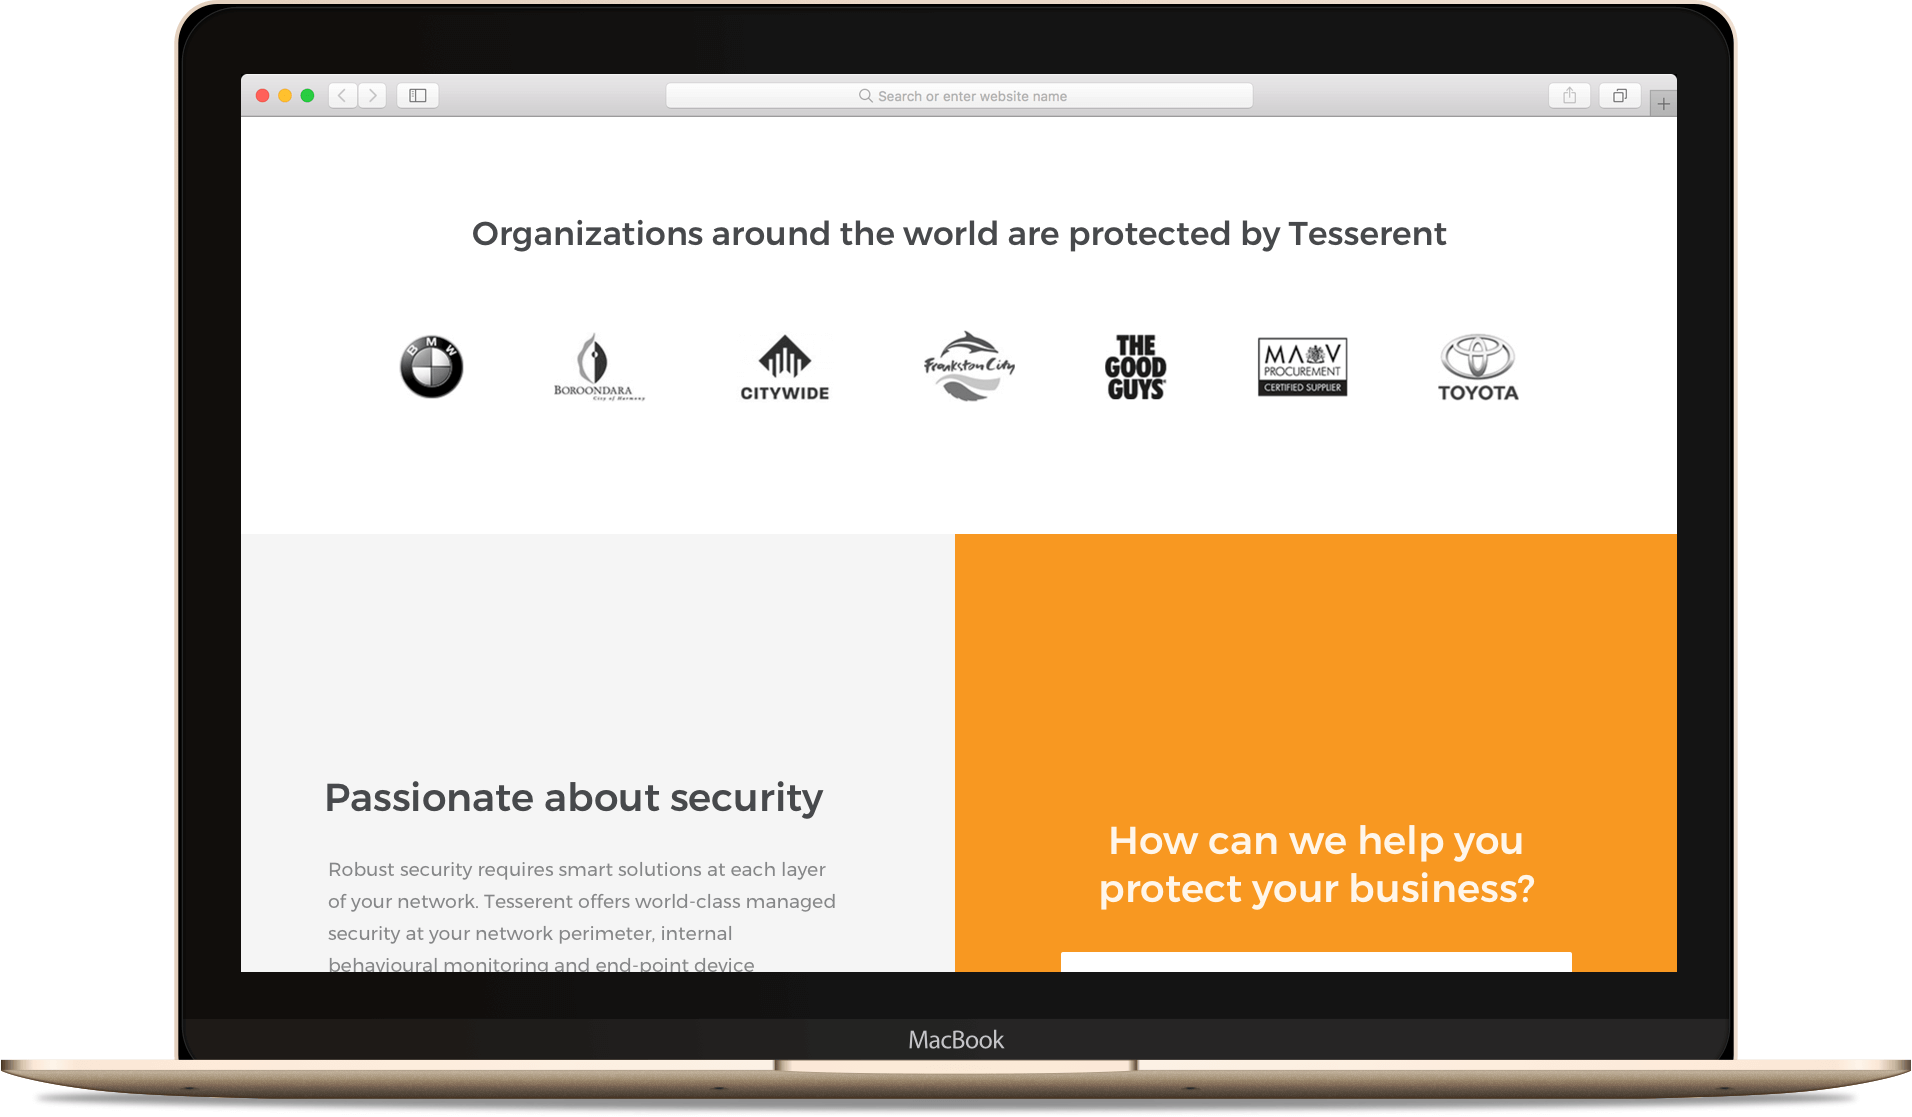 Search or enter website name
Organizations around the world are protected by Tesserent
BMW
BOROONDARA
City of Harmony
CITYWIDE
Frankston City
THE
GOOD
GUYS
MAV
PROCUREMENT
CERTIFIED SUPPLIER
TOYOTA
Passionate about security
Robust security requires smart solutions at each layer
of your network. Tesserent offers world-class managed
security at your network perimeter, internal
behavioural monitoring and end-point device
How can we help you
protect your business?
MacBook